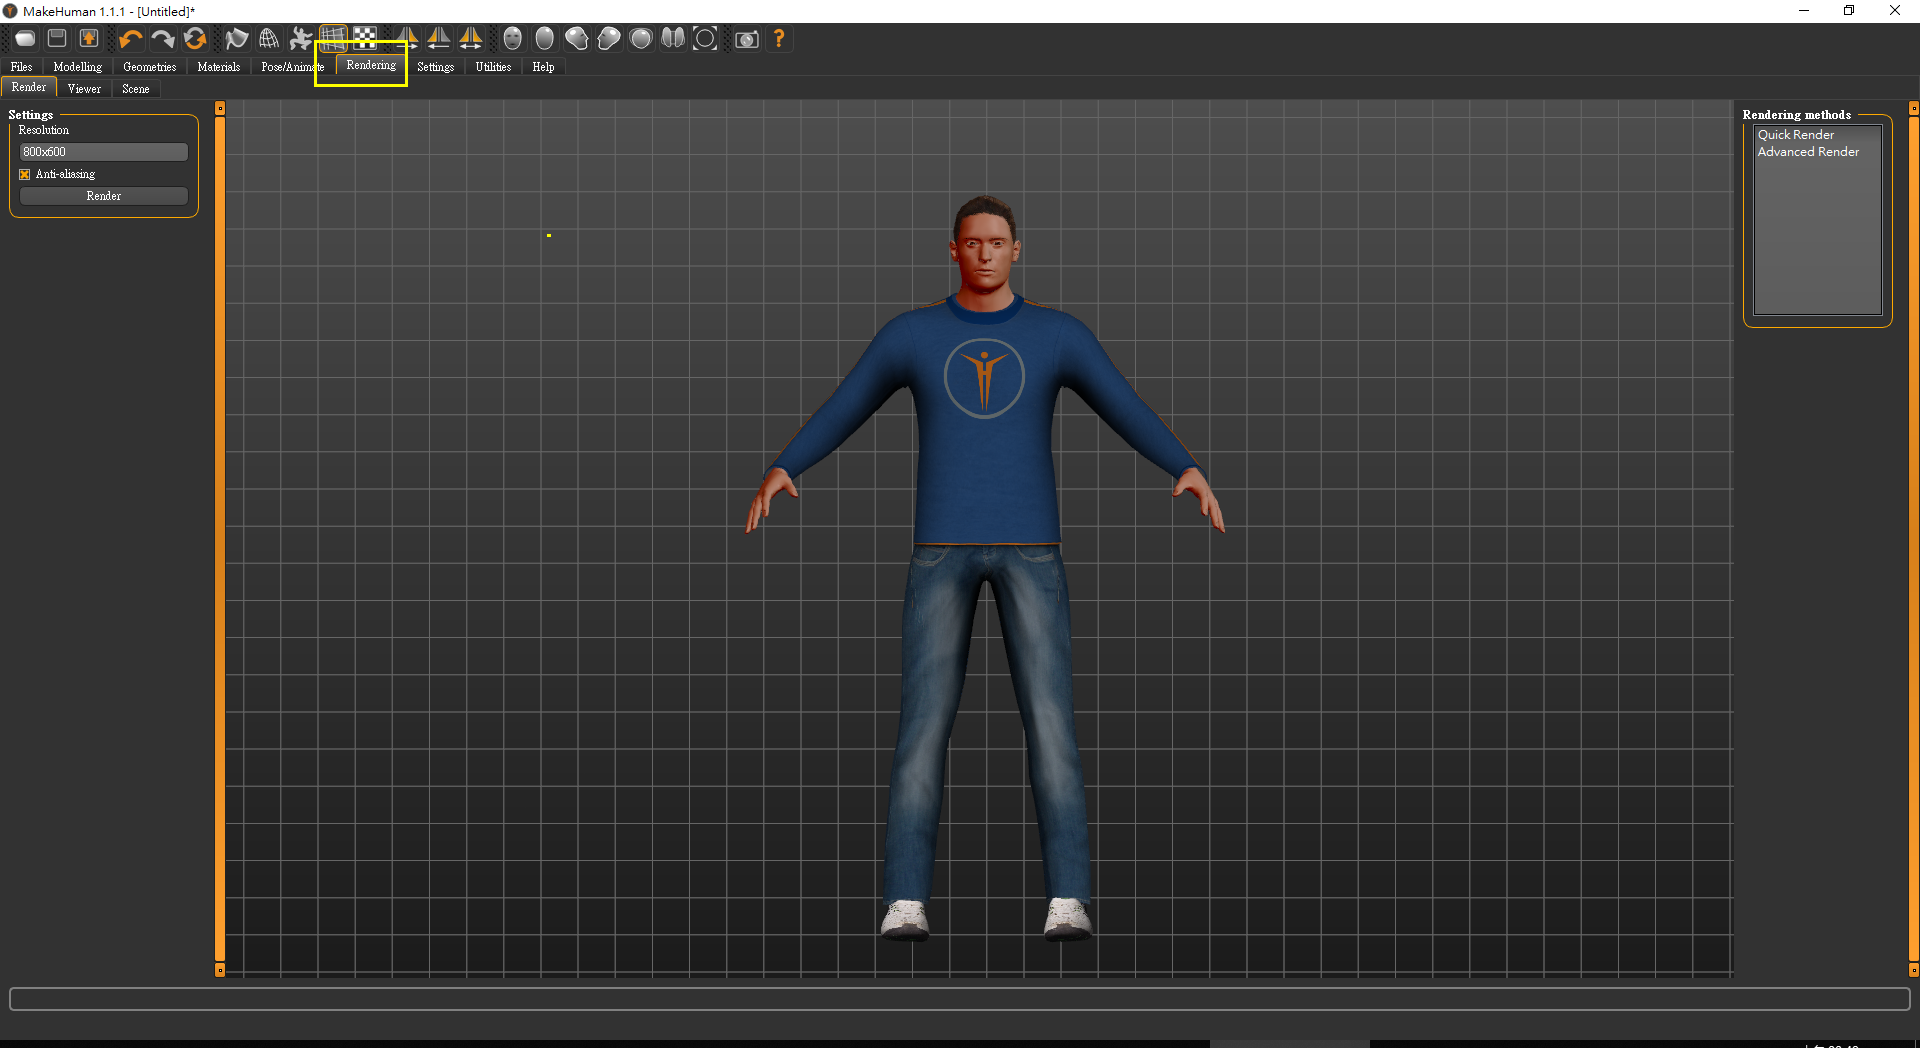 MakeHuman 1.1.1 - [Untitled]*
Files Modelling Geometries Materials Pose/Animate Rendering Settings Utilities Help
Render Viewer Scene
Settings
Resolution
800x600
Anti-aliasing
Render
Rendering methods
Quick Render
Advanced Render